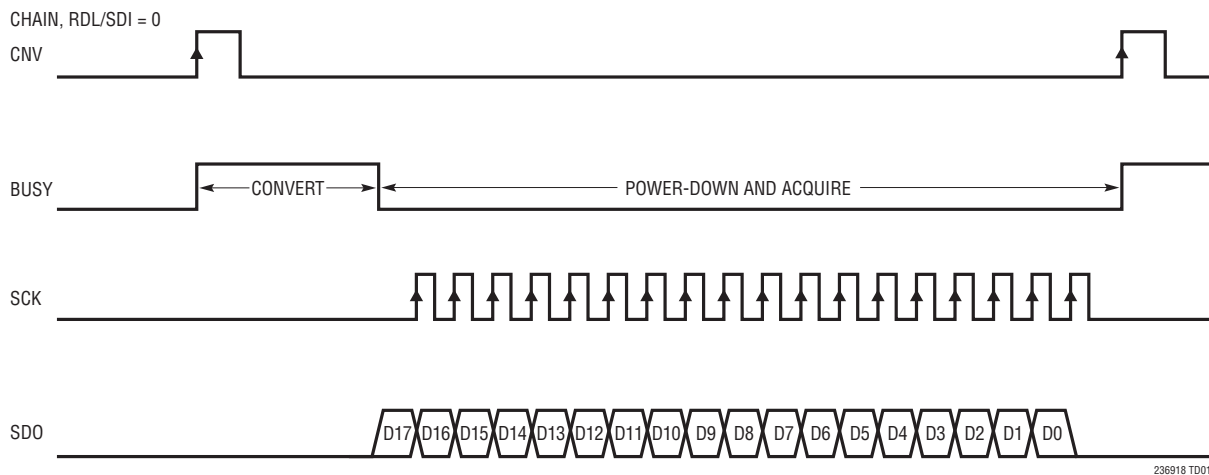 CHAIN, RDL/SDI = 0
CNV
BUSY
CONVERT
POWER-DOWN AND ACQUIRE
SCK
SDO
D17 D16 D15 D14 D13 D12 D11 D10 D9 D8 D7 D6 D5 D4 D3 D2 D1 D0
236918 TD01